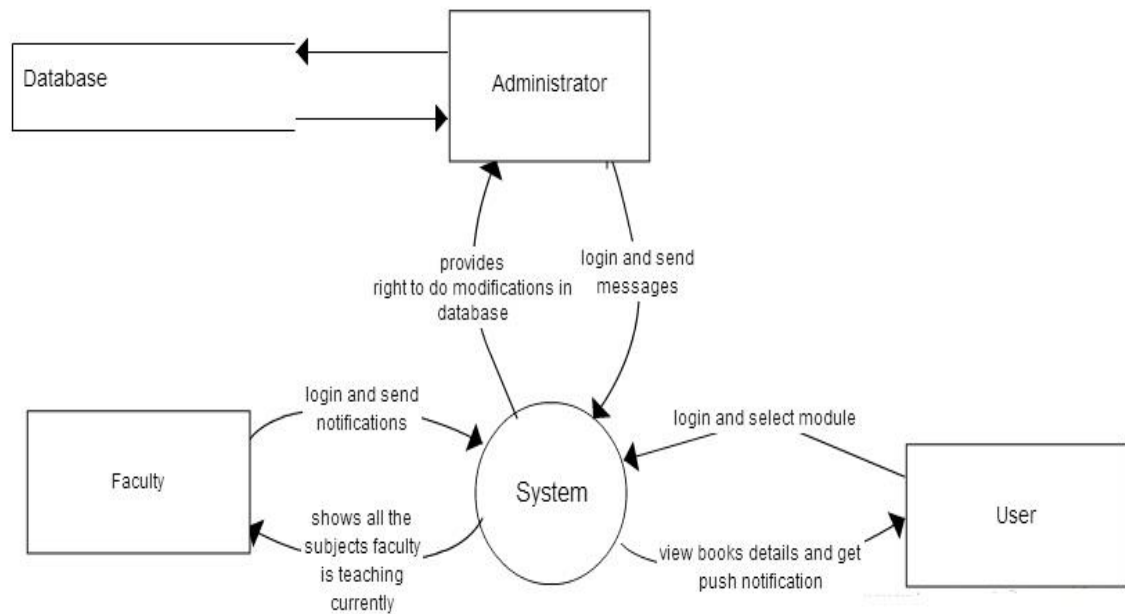 Database
Administrator
provides
right to do modifications in
database
login and send
messages
login and send
notifications
login and select module
Faculty
System
User
shows all the
subjects faculty
is teaching
currently
view books details and get
push notification